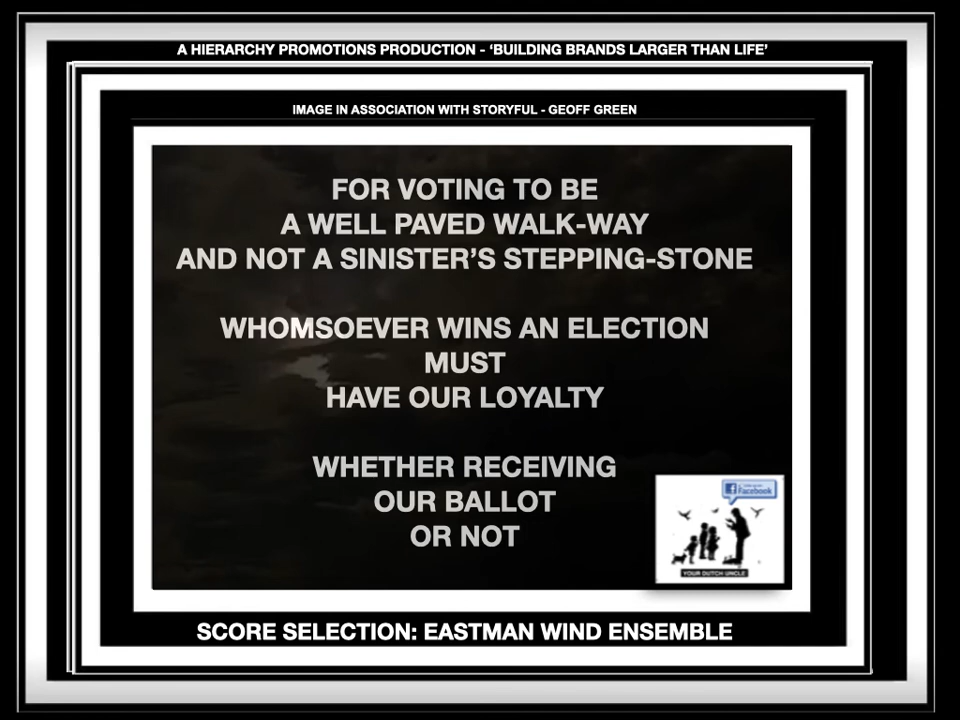 A HIERARCHY PROMOTIONS PRODUCTION - ‘BUILDING BRANDS LARGER THAN LIFE’
IMAGE IN ASSOCIATION WITH STORYFUL - GEOFF GREEN
FOR VOTING TO BE
A WELL PAVED WALK-WAY
AND NOT A SINISTER’S STEPPING-STONE
WHOMSOEVER WINS AN ELECTION
MUST
HAVE OUR LOYALTY
WHETHER RECEIVING
OUR BALLOT
OR NOT
Facebook
YOUR DUTCH UNCLE
SCORE SELECTION: EASTMAN WIND ENSEMBLE